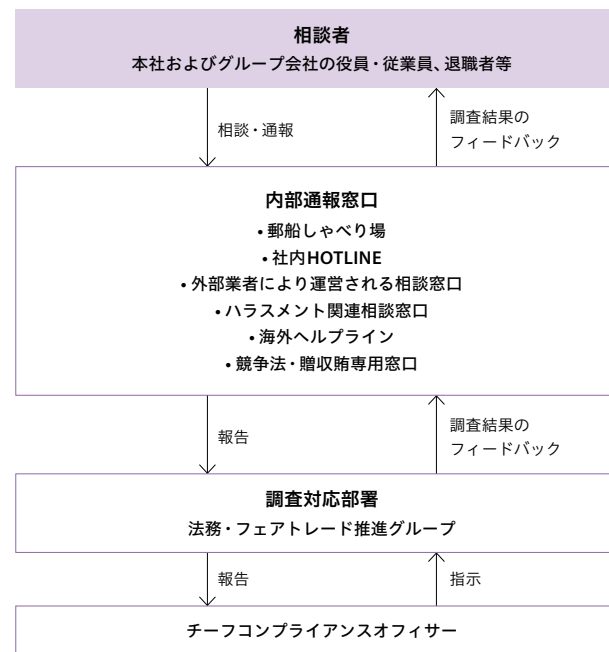 相談者
本社およびグループ会社の役員・従業員、退職者等
相談・通報
調査結果の
フィードバック
内部通報窓口
• 郵船しゃべり場
• 社内HOTLINE
• 外部業者により運営される相談窓口
• ハラスメント関連相談窓口
• 海外ヘルプライン
• 競争法・贈収賄専用窓口
報告
調査結果の
フィードバック
調査対応部署
法務・フェアトレード推進グループ
報告
指示
チーフコンプライアンスオフィサー